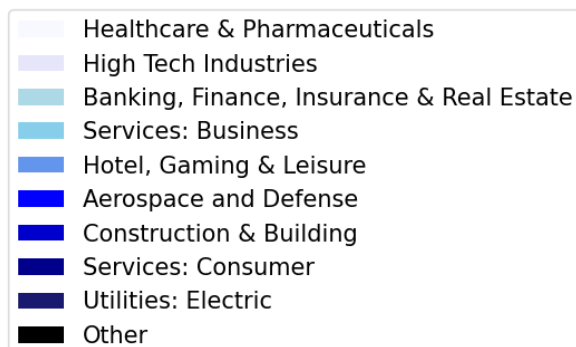 Healthcare & Pharmaceuticals
High Tech Industries
Banking, Finance, Insurance & Real Estate
Services: Business
Hotel, Gaming & Leisure
Aerospace and Defense
Construction & Building
Services: Consumer
Utilities: Electric
Other